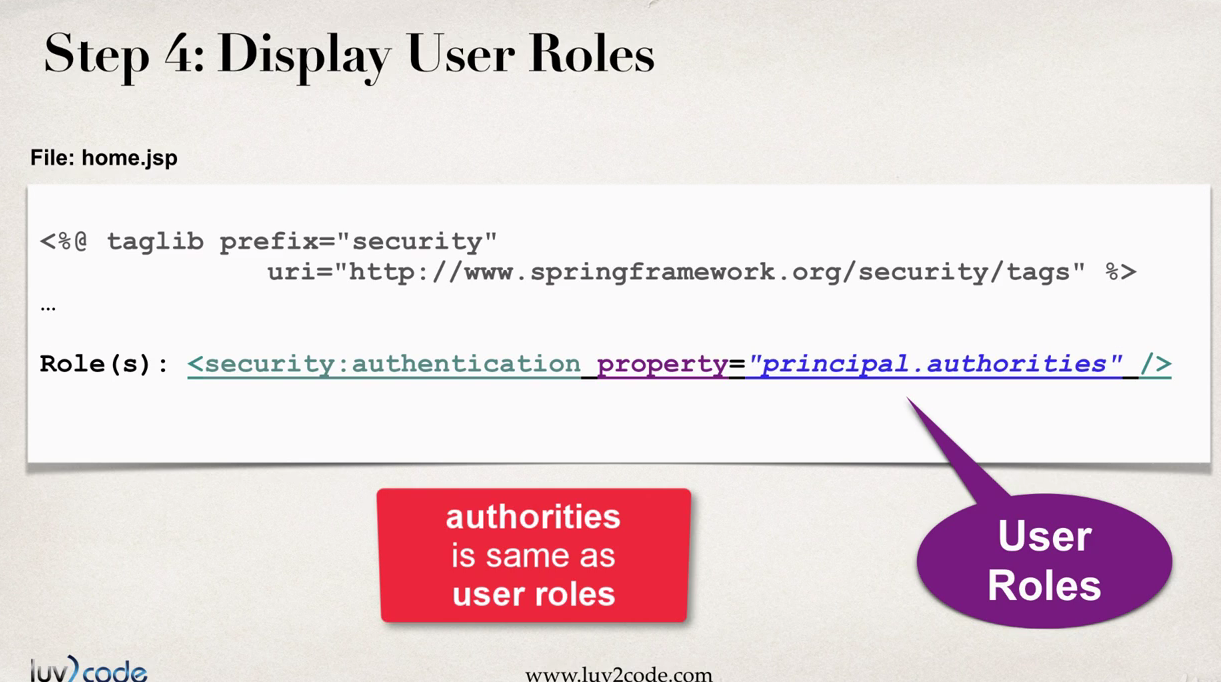 Step 4: Display User Roles
File: home.jsp
<%@ taglib prefix="security"
uri="http://www.springframework.org/security/tags" %>
…
Role(s): <security:authentication property="principal.authorities" />
authorities
is same as
user roles
User
Roles
luv2code
www.luv2code.com